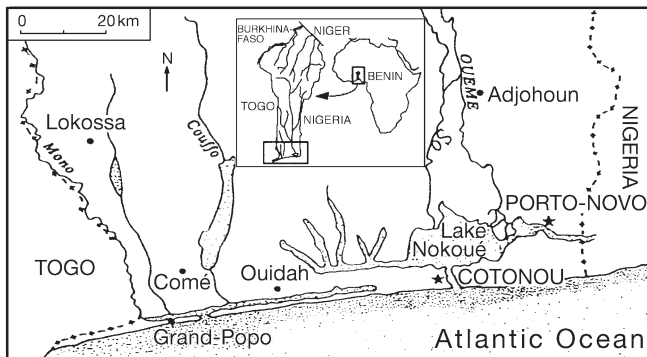 0 20 km
N
BURKHINA-
FASO
NIGER
BENIN
TOGO
NIGERIA
OUEME
Adjohoun
Lokossa
Mono
Couffo
So
NIGERIA
PORTO-NOVO
Lake
Nokoué
TOGO
Comé
Ouidah
COTONOU
Grand-Popo
Atlantic Ocean